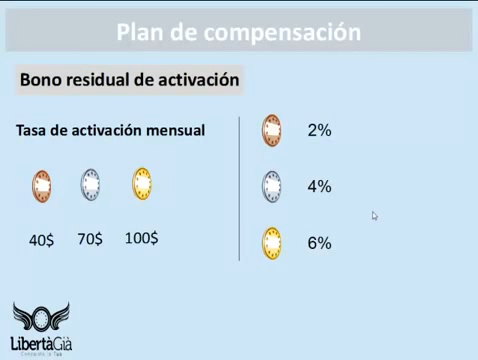 Plan de compensación
Bono residual de activación
Tasa de activación mensual
40$ 70$ 100$
2%
4%
6%
LibertàGià